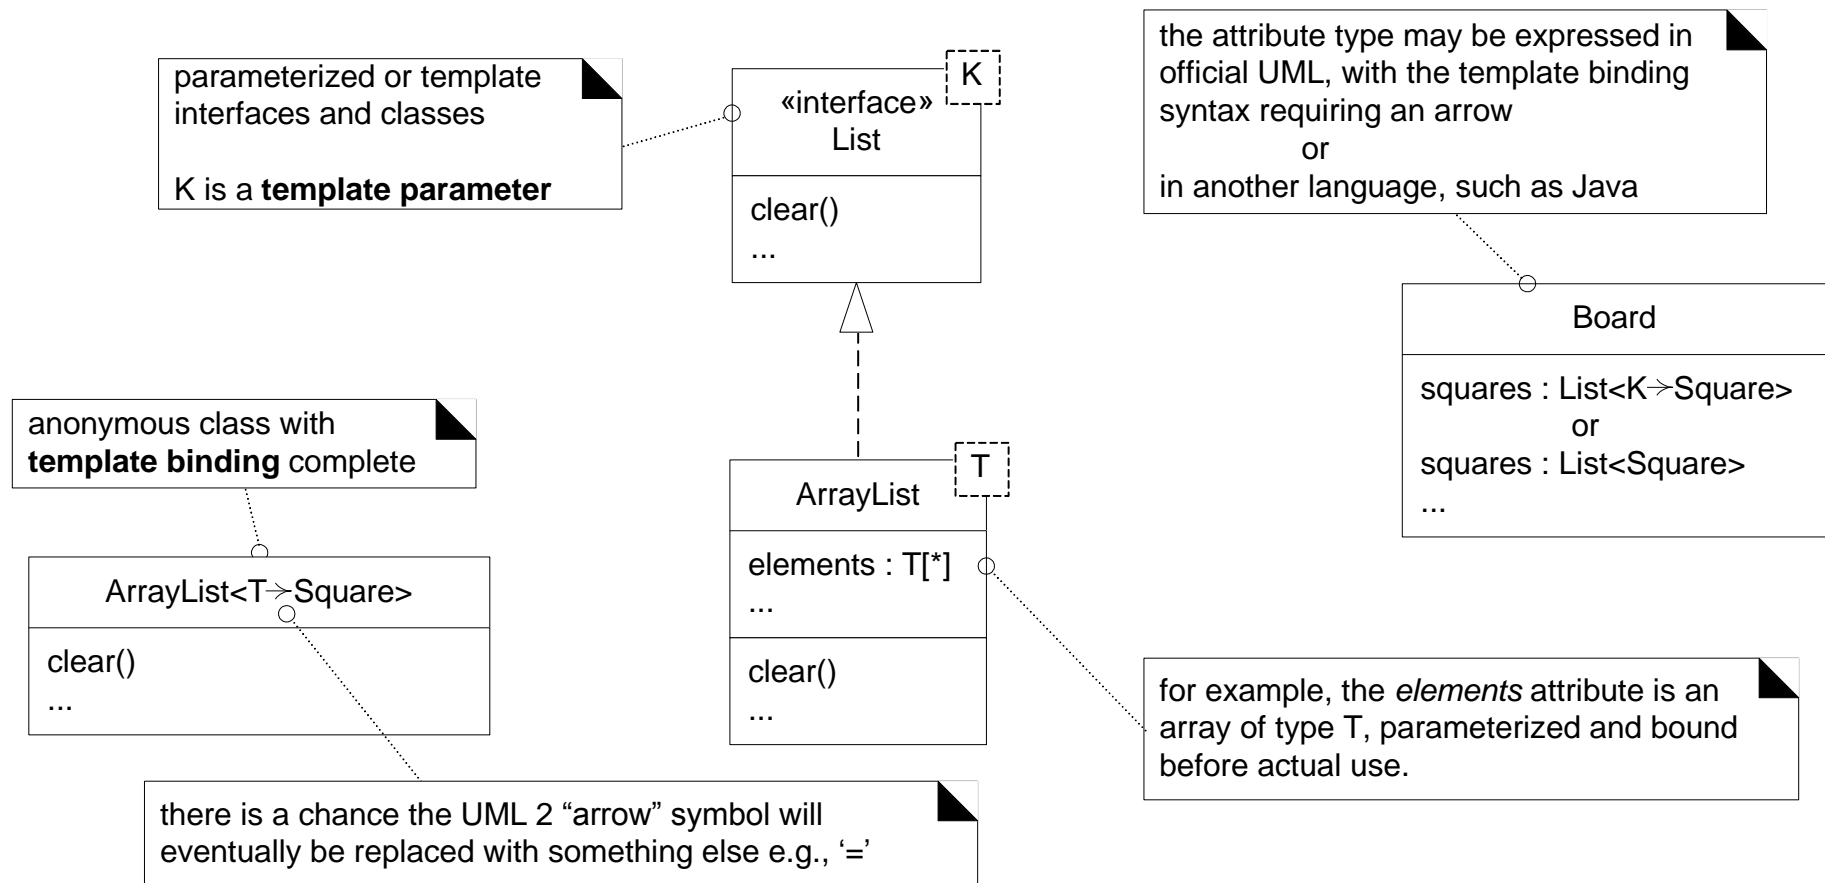 parameterized or template
interfaces and classes
K is a template parameter
K
«interface»
List
clear()
...
the attribute type may be expressed in
official UML, with the template binding
syntax requiring an arrow
or
in another language, such as Java
Board
squares : List<K→Square>
or
squares : List<Square>
...
anonymous class with
template binding complete
ArrayList<T→Square>
clear()
...
T
ArrayList
elements : T[*]
...
clear()
...
for example, the elements attribute is an
array of type T, parameterized and bound
before actual use.
there is a chance the UML 2 “arrow” symbol will
eventually be replaced with something else e.g., ‘=’